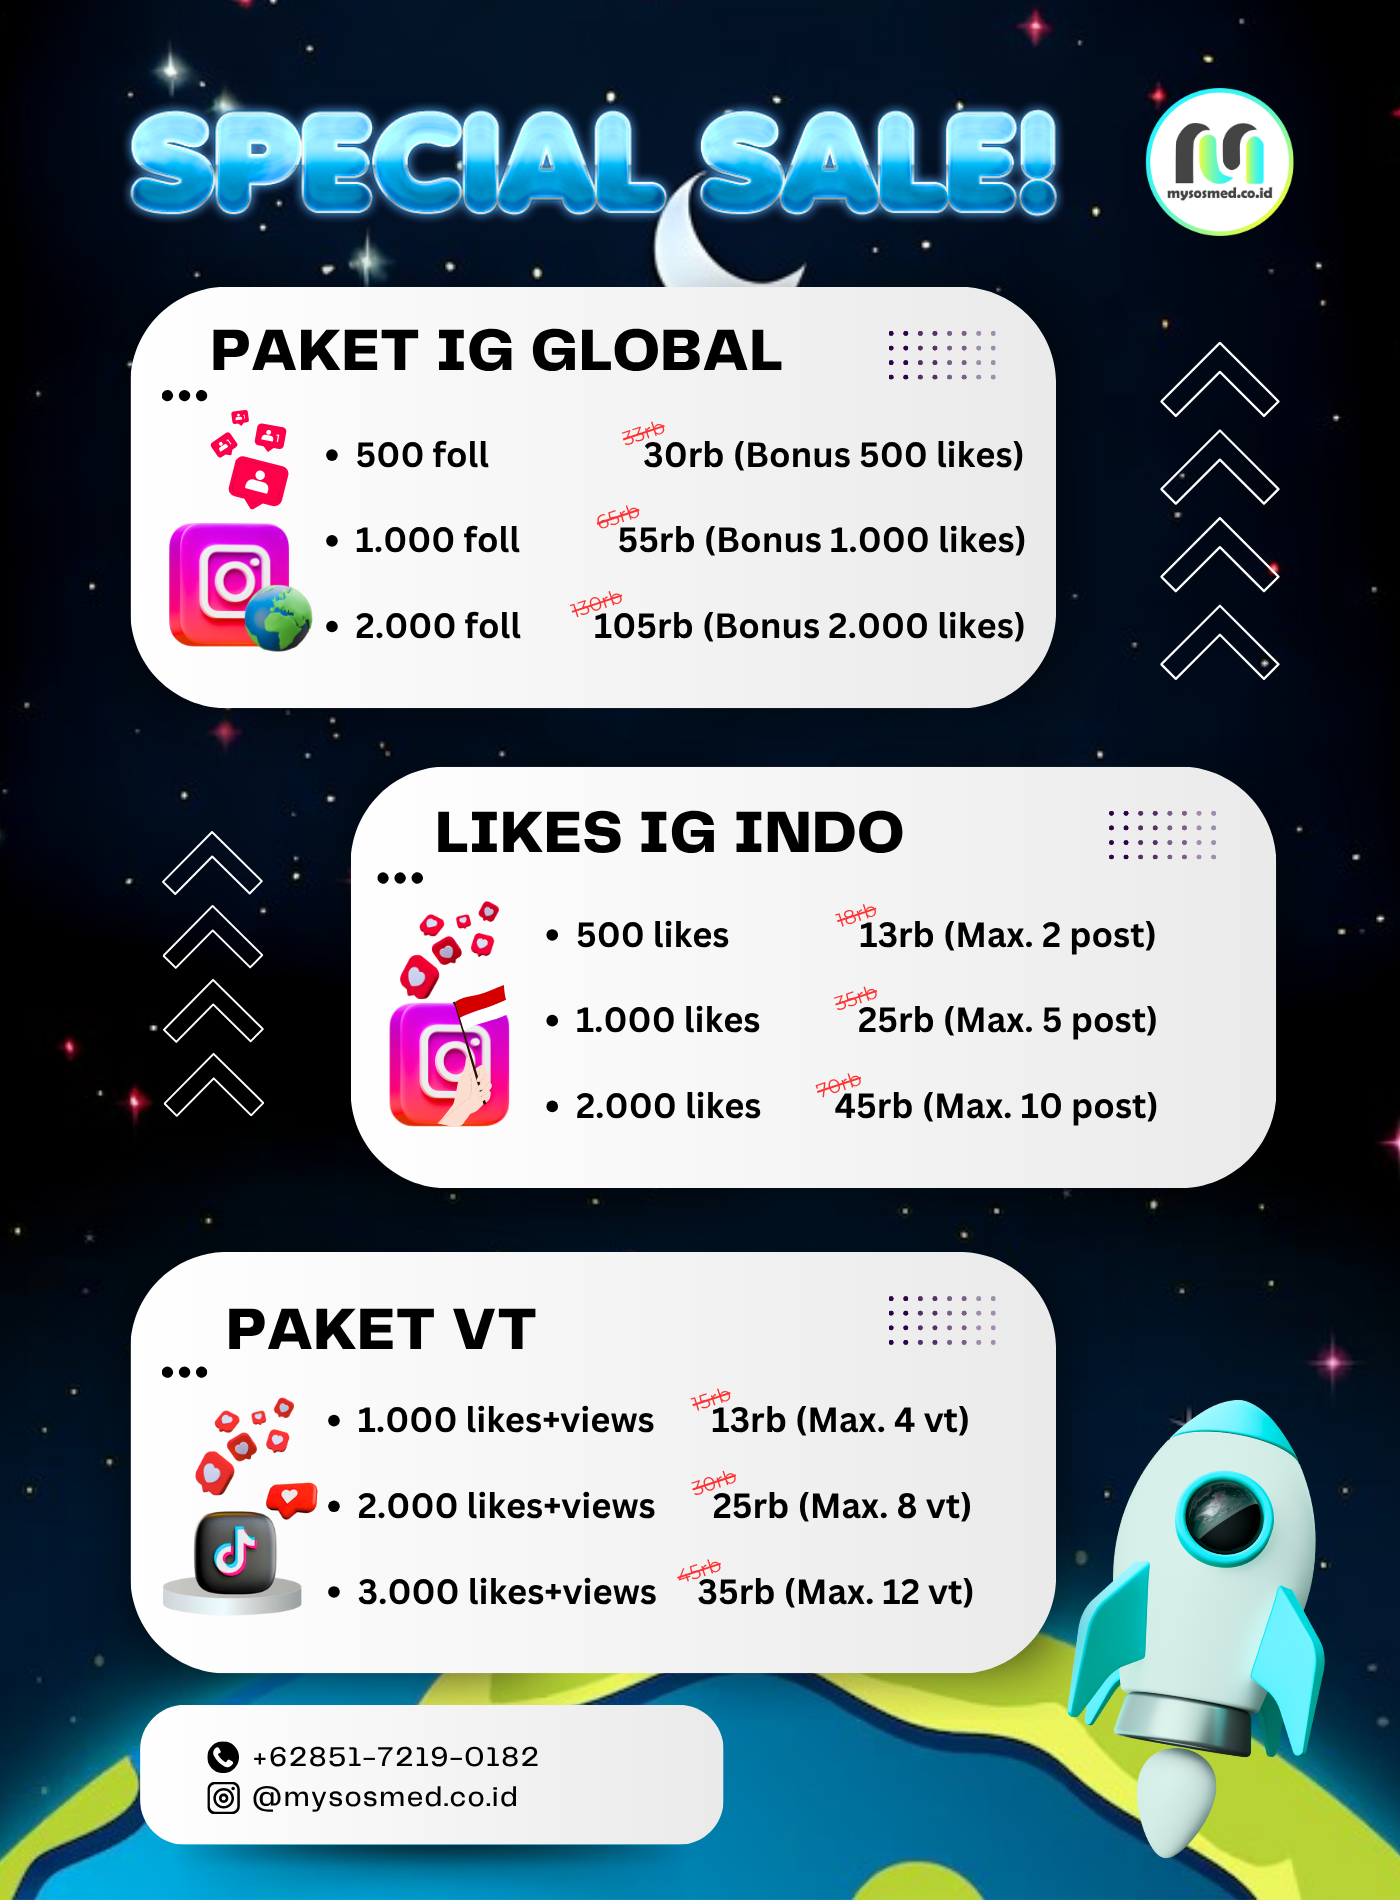 SPECIAL SALE!
mysosmed.co.id
PAKET IG GLOBAL
• 500 foll 33rb 30rb (Bonus 500 likes)
• 1.000 foll 65rb 55rb (Bonus 1.000 likes)
• 2.000 foll 130rb 105rb (Bonus 2.000 likes)
LIKES IG INDO
• 500 likes 18rb 13rb (Max. 2 post)
• 1.000 likes 35rb 25rb (Max. 5 post)
• 2.000 likes 70rb 45rb (Max. 10 post)
PAKET VT
• 1.000 likes+views 15rb 13rb (Max. 4 vt)
• 2.000 likes+views 30rb 25rb (Max. 8 vt)
• 3.000 likes+views 45rb 35rb (Max. 12 vt)
+62851-7219-0182
@mysosmed.co.id